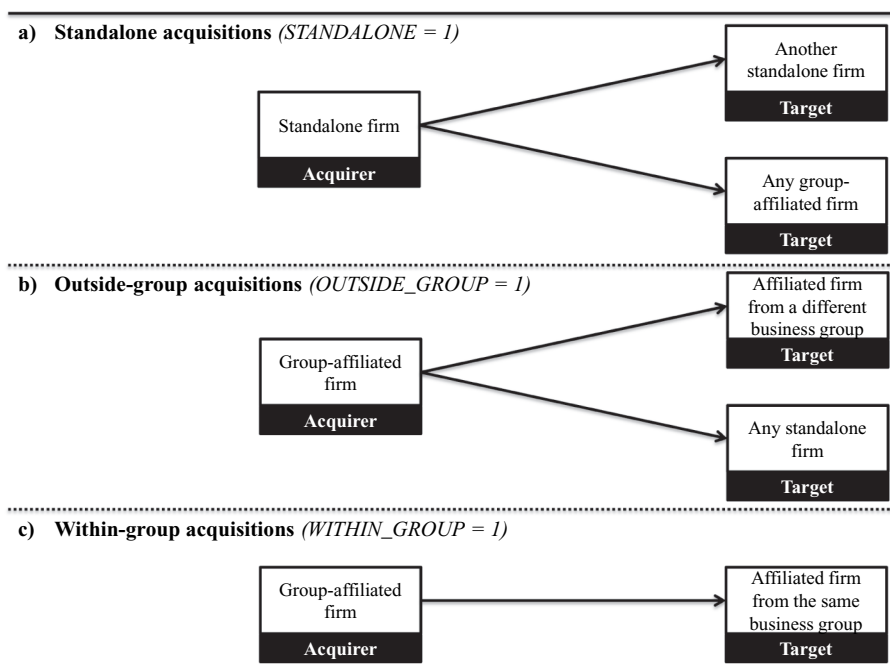 a) Standalone acquisitions (STANDALONE = 1)
Another
standalone firm
Target
Standalone firm
Acquirer
Any group-
affiliated firm
Target
b) Outside-group acquisitions (OUTSIDE_GROUP = 1)
Affiliated firm
from a different
business group
Target
Group-affiliated
firm
Acquirer
Any standalone
firm
Target
c) Within-group acquisitions (WITHIN_GROUP = 1)
Group-affiliated
firm
Acquirer
Affiliated firm
from the same
business group
Target